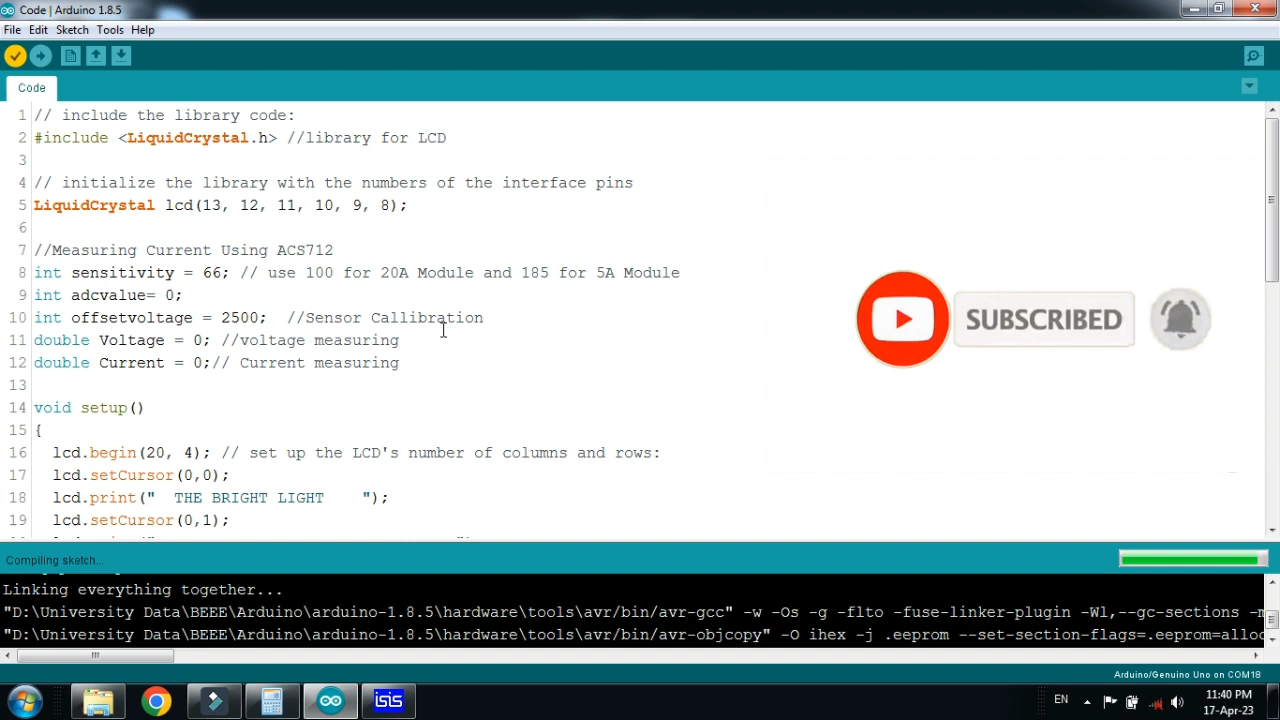 Code | Arduino 1.8.5
File Edit Sketch Tools Help
Code
1 // include the library code:
2 #include <LiquidCrystal.h> //library for LCD
3
4 // initialize the library with the numbers of the interface pins
5 LiquidCrystal lcd(13, 12, 11, 10, 9, 8);
6
7 //Measuring Current Using ACS712
8 int sensitivity = 66; // use 100 for 20A Module and 185 for 5A Module
9 int adcvalue= 0;
10 int offsetvoltage = 2500; //Sensor Callibration
11 double Voltage = 0; //voltage measuring
12 double Current = 0;// Current measuring
13
14 void setup()
15 {
16 lcd.begin(20, 4); // set up the LCD's number of columns and rows:
17 lcd.setCursor(0,0);
18 lcd.print("  THE BRIGHT LIGHT    ");
19 lcd.setCursor(0,1);
SUBSCRIBED
Compiling sketch...
Linking everything together...
"D:\University Data\BEEE\Arduino\arduino-1.8.5\hardware\tools\avr/bin/avr-gcc" -w -Os -g -flto -fuse-linker-plugin -Wl,--gc-sections
"D:\University Data\BEEE\Arduino\arduino-1.8.5\hardware\tools\avr/bin/avr-objcopy" -O ihex -j .eeprom --set-section-flags=.eeprom=alloc
Arduino/Genuino Uno on COM18
isis
EN
11:40 PM
17-Apr-23